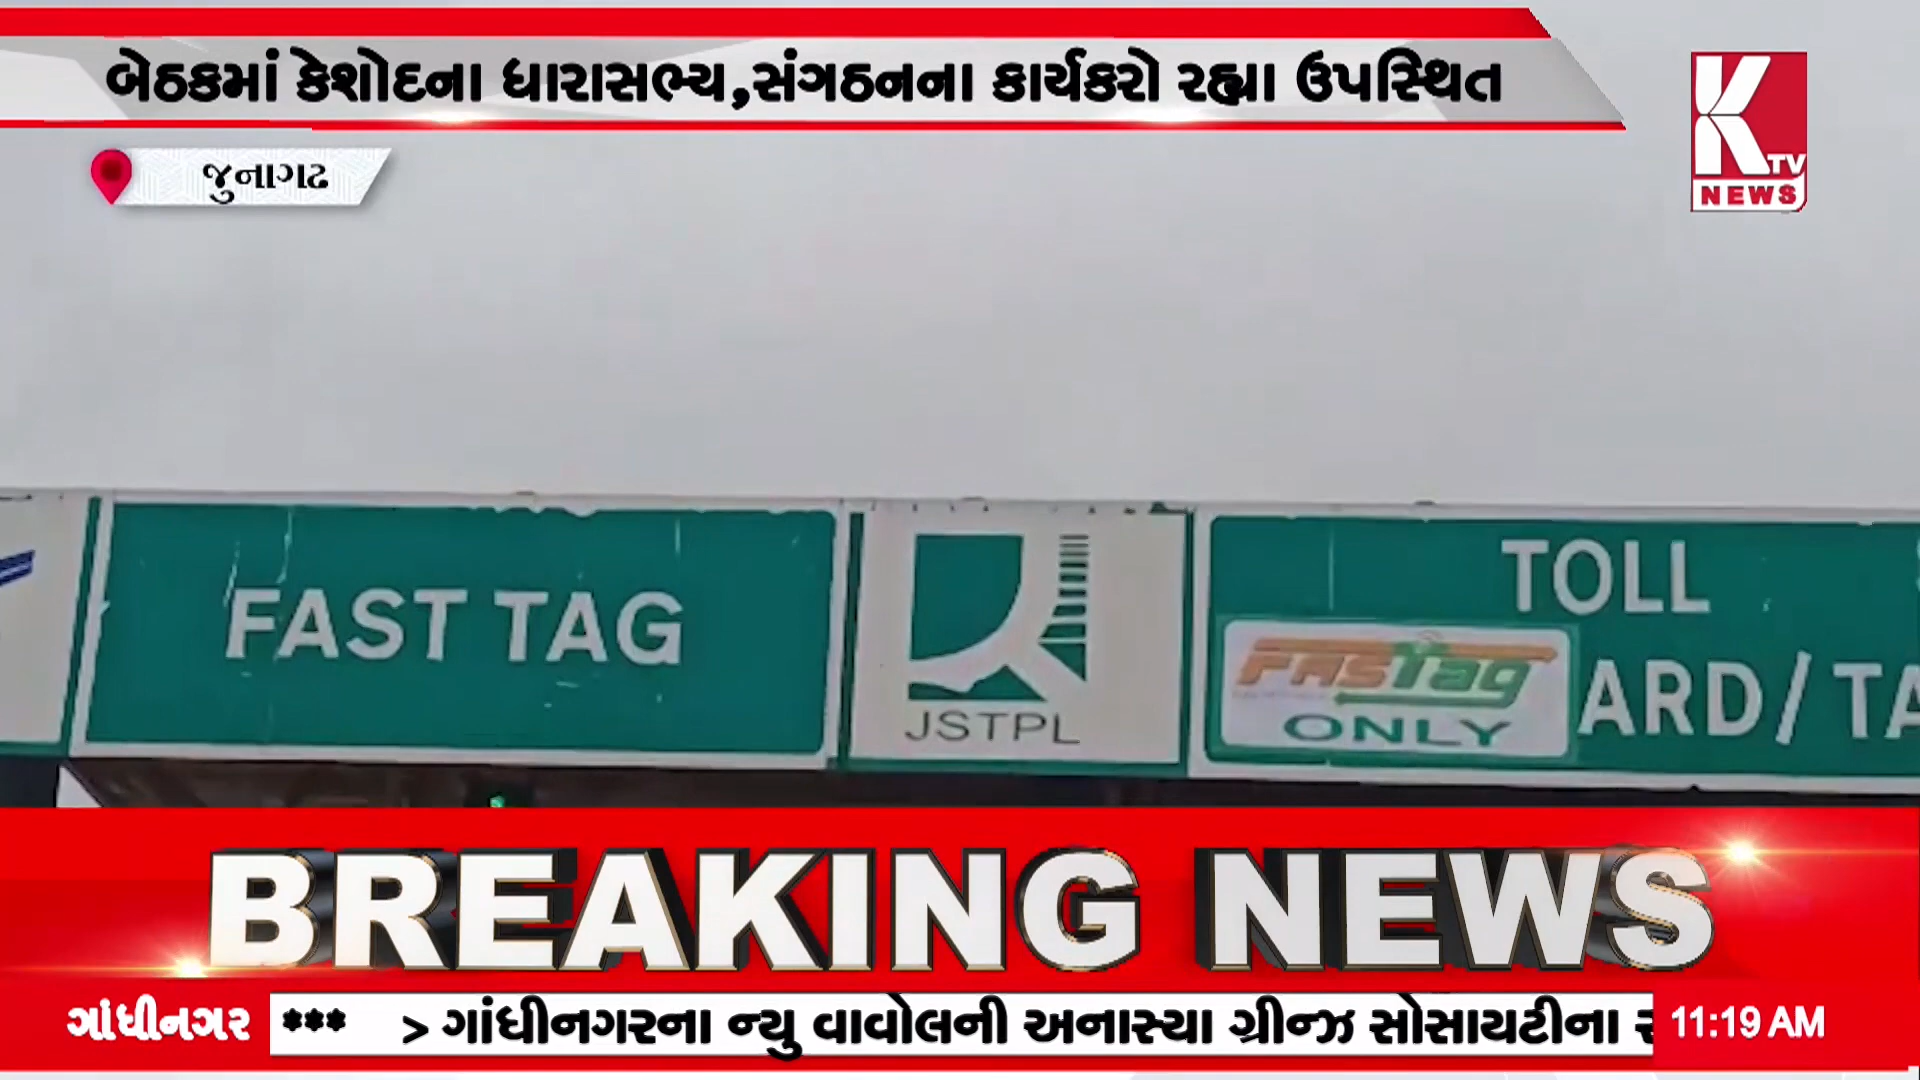 બેઠકમાં કેશોદના ધારાસભ્ય,સંગઠનના કાર્યકરો રહ્યા ઉપસ્થિત
K TV
NEWS
જુનાગઢ
FAST TAG
JSTPL
TOLL
FASTag
ONLY
ARD/TA
BREAKING NEWS
ગાંધીનગર
*** > ગાંધીનગરના ન્યુ વાવોલની અનાસ્યા ગ્રીન્ઝ સોસાયટીના
11:19 AM